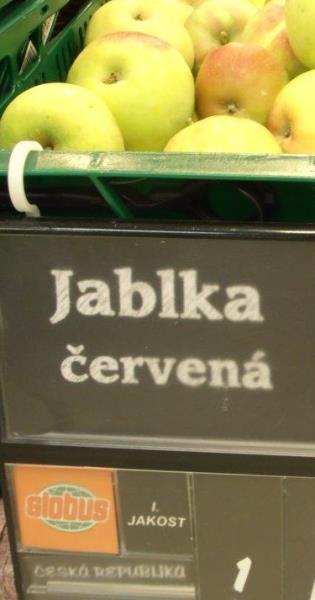 Jablka
červená
Globus
I.
JAKOST
ČESKÁ REPUBLIKA
1